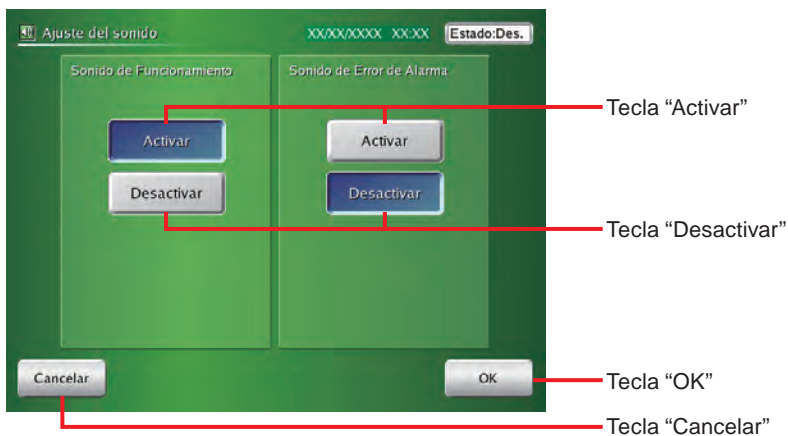 Ajuste del sonido XX/XX/XXXX XX:XX Estado:Des.
Sonido de Funcionamiento Sonido de Error de Alarma
Tecla “Activar”
Activar Activar
Desactivar Desactivar
Tecla “Desactivar”
Cancelar OK
Tecla “OK”
Tecla “Cancelar”